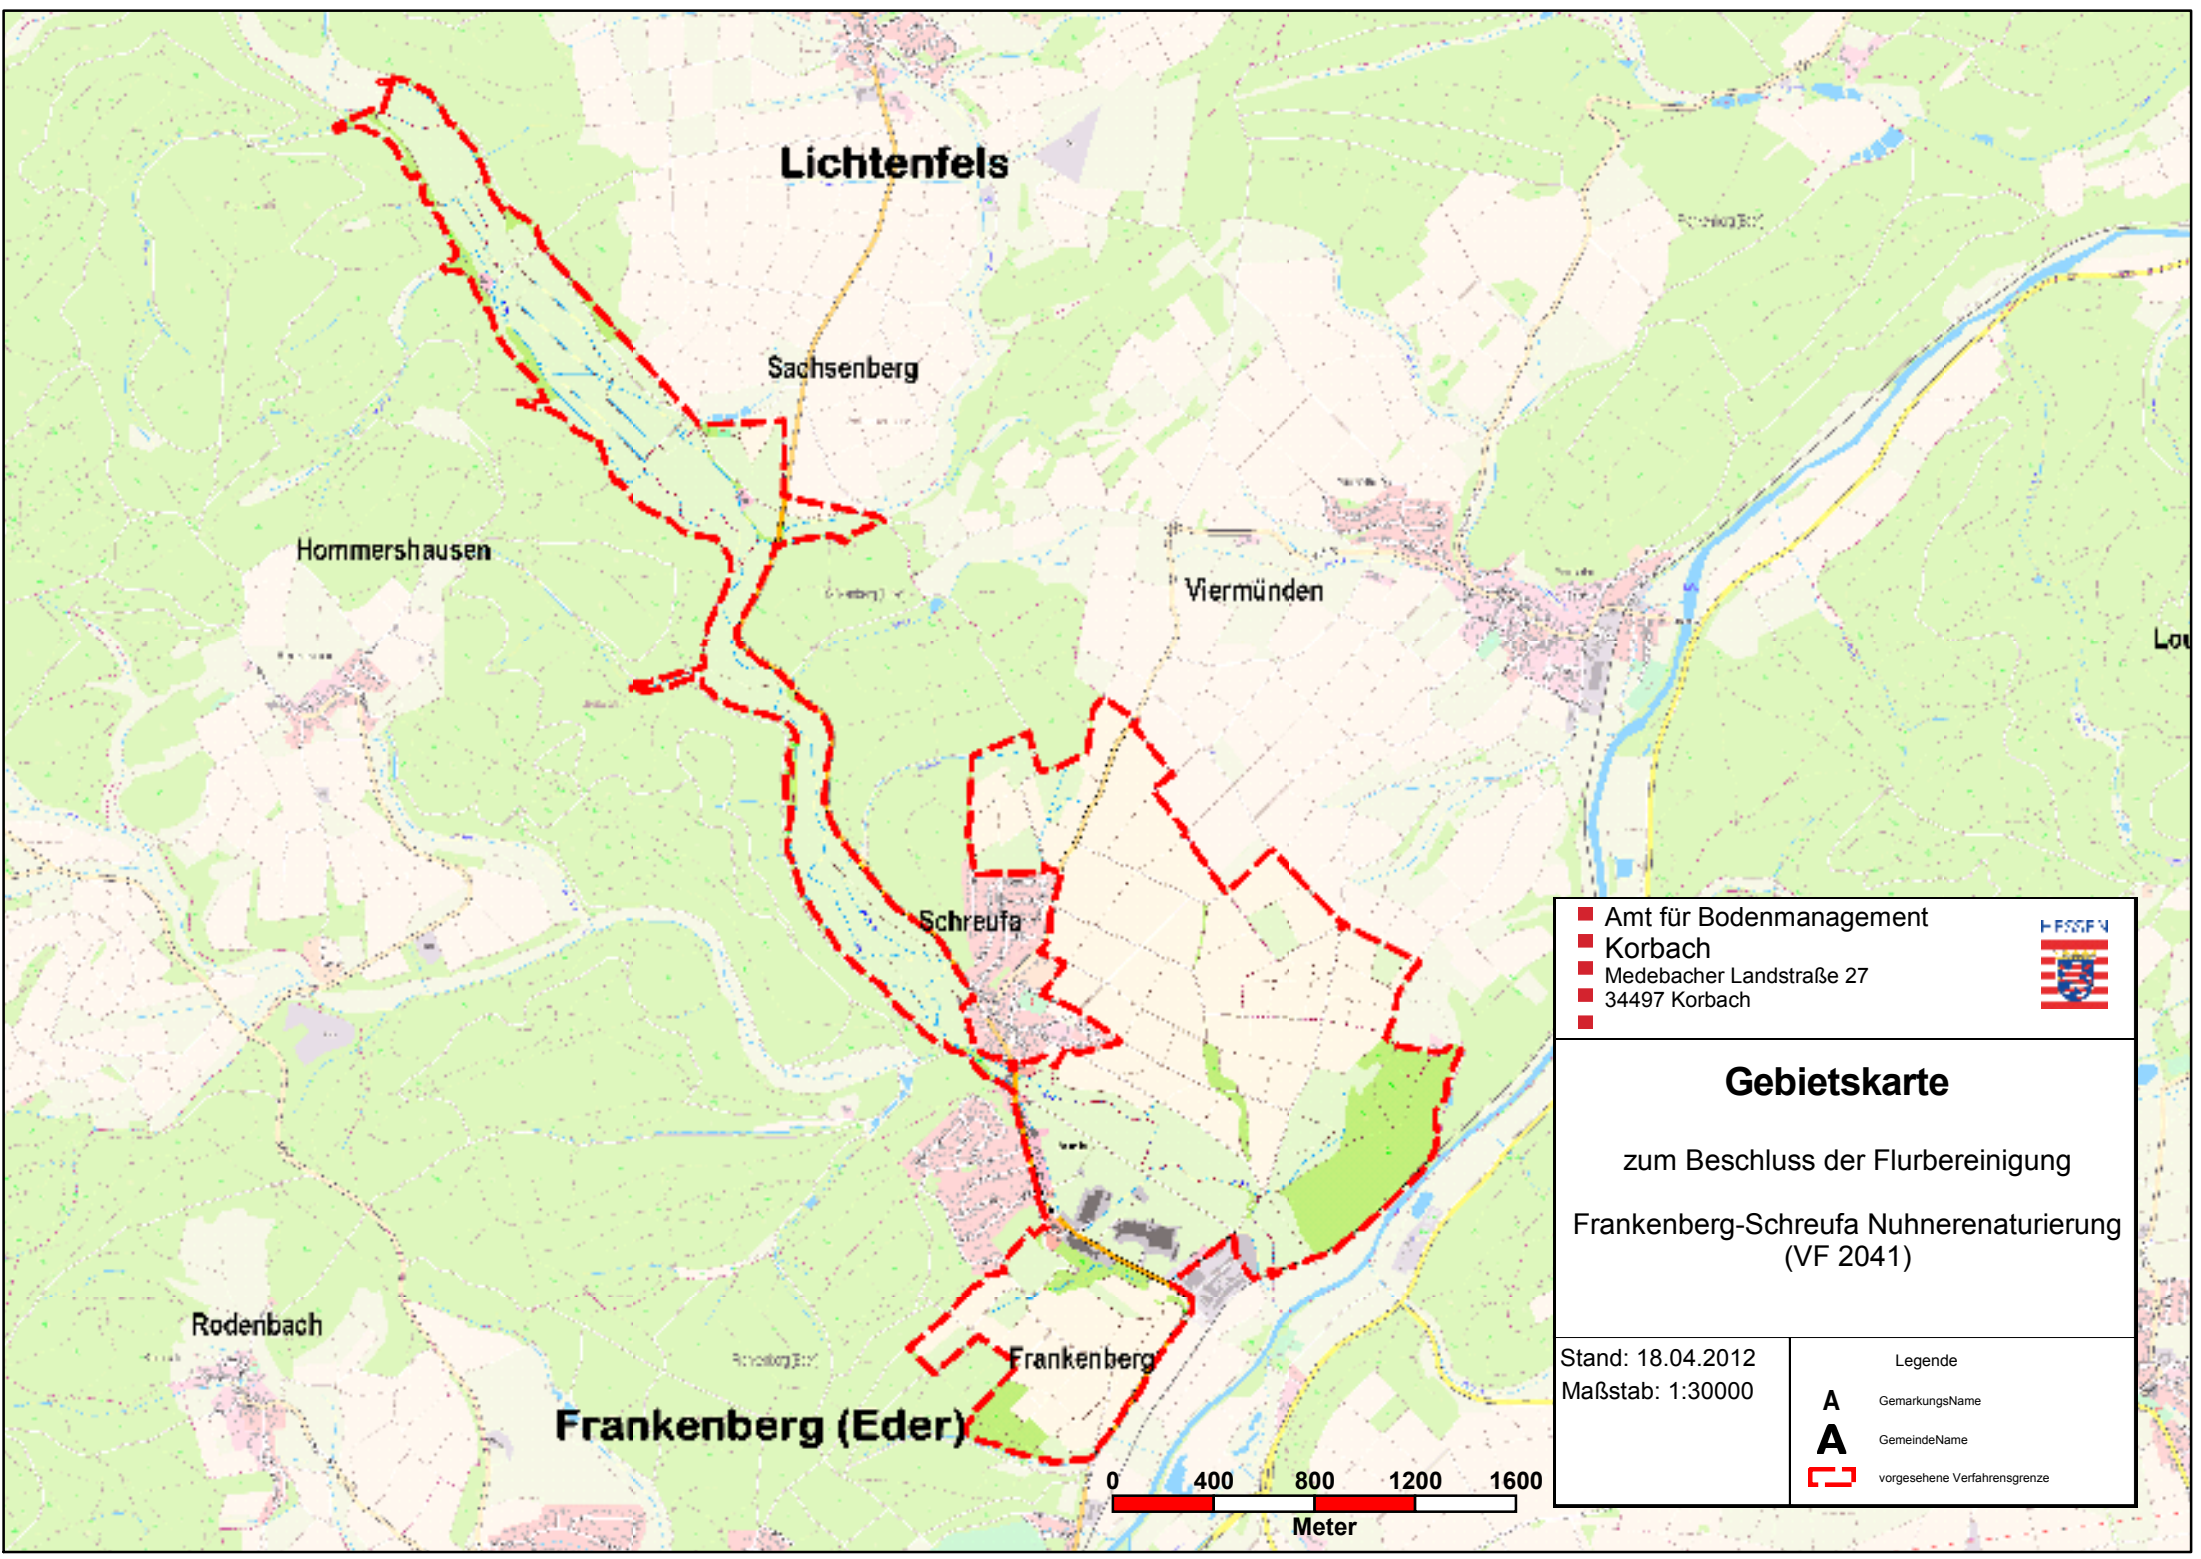 Lichtenfels
Sachsenberg
Hommershausen
Viermünden
Schreufa
Rodenbach
Frankenberg
Frankenberg (Eder)
0 400 800 1200 1600
Meter
Amt für Bodenmanagement
Korbach
Medebacher Landstraße 27
34497 Korbach
HESSEN
Gebietskarte
zum Beschluss der Flurbereinigung
Frankenberg-Schreufa Nuhnerenaturierung
(VF 2041)
Stand: 18.04.2012
Maßstab: 1:30000
Legende
A GemarkungsName
A GemeindeName
vorgesehene Verfahrensgrenze